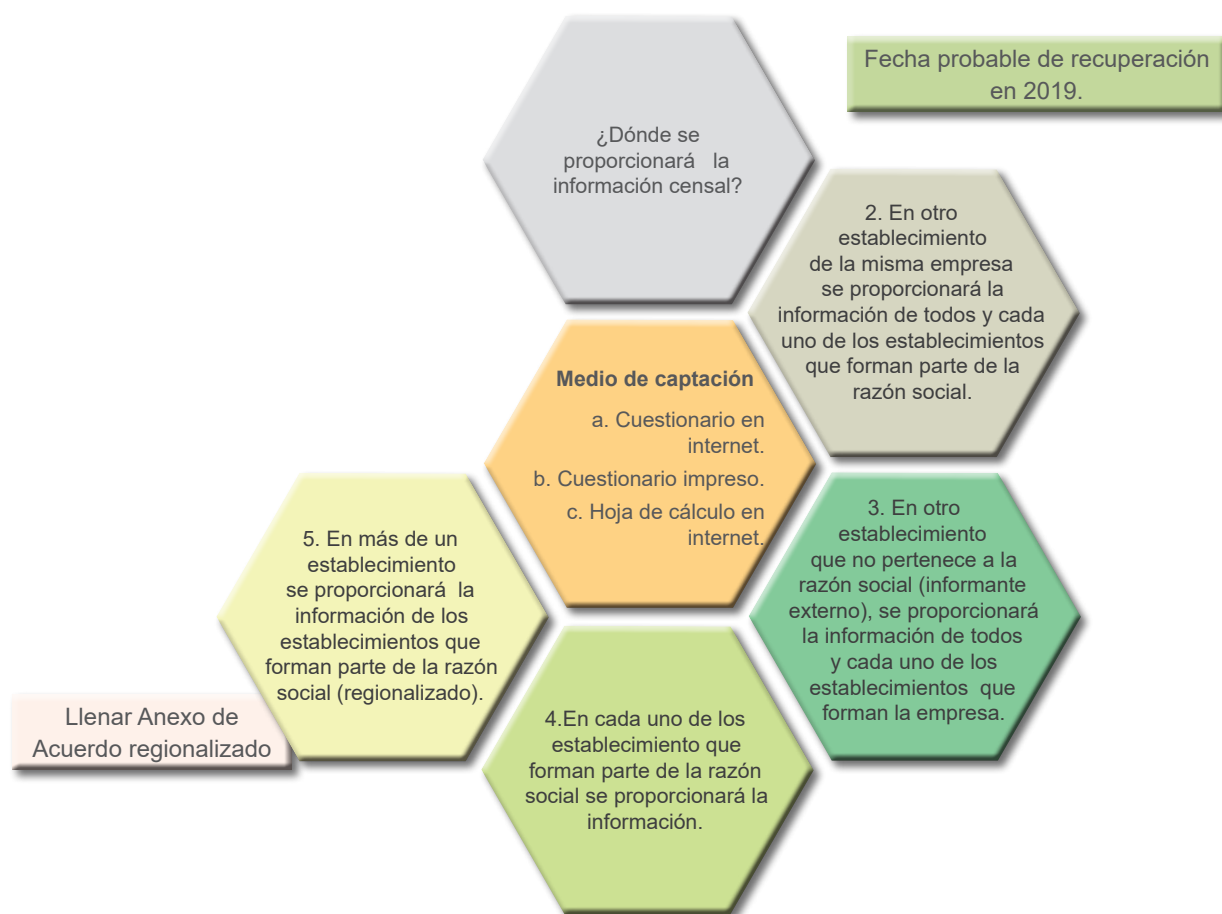 Fecha probable de recuperación
en 2019.
¿Dónde se
proporcionará la
información censal?
2. En otro
establecimiento
de la misma empresa
se proporcionará la
información de todos y cada
uno de los establecimientos
que forman parte de la
razón social.
Medio de captación
a. Cuestionario en
internet.
b. Cuestionario impreso.
c. Hoja de cálculo en
internet.
3. En otro
establecimiento
que no pertenece a la
razón social (informante
externo), se proporcionará
la información de todos
y cada uno de los
establecimientos que
forman la empresa.
4.En cada uno de los
establecimiento que
forman parte de la razón
social se proporcionará la
información.
5. En más de un
establecimiento
se proporcionará la
información de los
establecimientos que
forman parte de la razón
social (regionalizado).
Llenar Anexo de
Acuerdo regionalizado